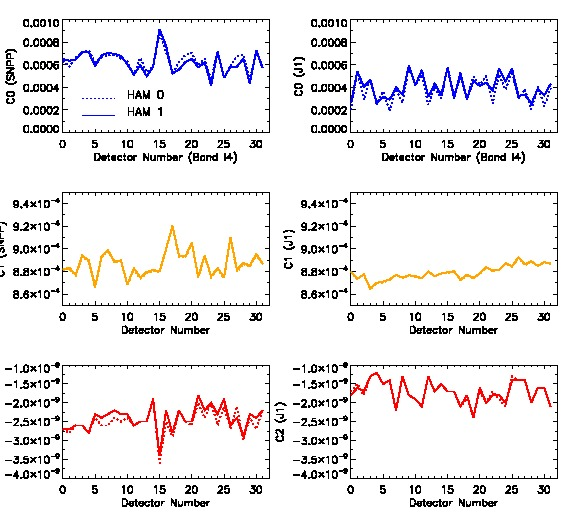 0.0010
0.0008
0.0006
0.0004
0.0002
0.0000
C0 (SNPP)
HAM 0
HAM 1
0 5 10 15 20 25 30
Detector Number (Band I4)
0.0010
0.0008
0.0006
0.0004
0.0002
0.0000
C0 (J1)
0 5 10 15 20 25 30
Detector Number (Band I4)
9.4×10⁻⁴
9.2×10⁻⁴
9.0×10⁻⁴
8.8×10⁻⁴
8.6×10⁻⁴
(SNPP)
0 5 10 15 20 25 30
Detector Number
9.4×10⁻⁴
9.2×10⁻⁴
9.0×10⁻⁴
8.8×10⁻⁴
8.6×10⁻⁴
C1 (J1)
0 5 10 15 20 25 30
Detector Number
-1.0×10⁻⁹
-1.5×10⁻⁹
-2.0×10⁻⁹
-2.5×10⁻⁹
-3.0×10⁻⁹
-3.5×10⁻⁹
-4.0×10⁻⁹
0 5 10 15 20 25 30
Detector Number
-1.0×10⁻⁹
-1.5×10⁻⁹
-2.0×10⁻⁹
-2.5×10⁻⁹
-3.0×10⁻⁹
-3.5×10⁻⁹
-4.0×10⁻⁹
C2 (J1)
0 5 10 15 20 25 30
Detector Number